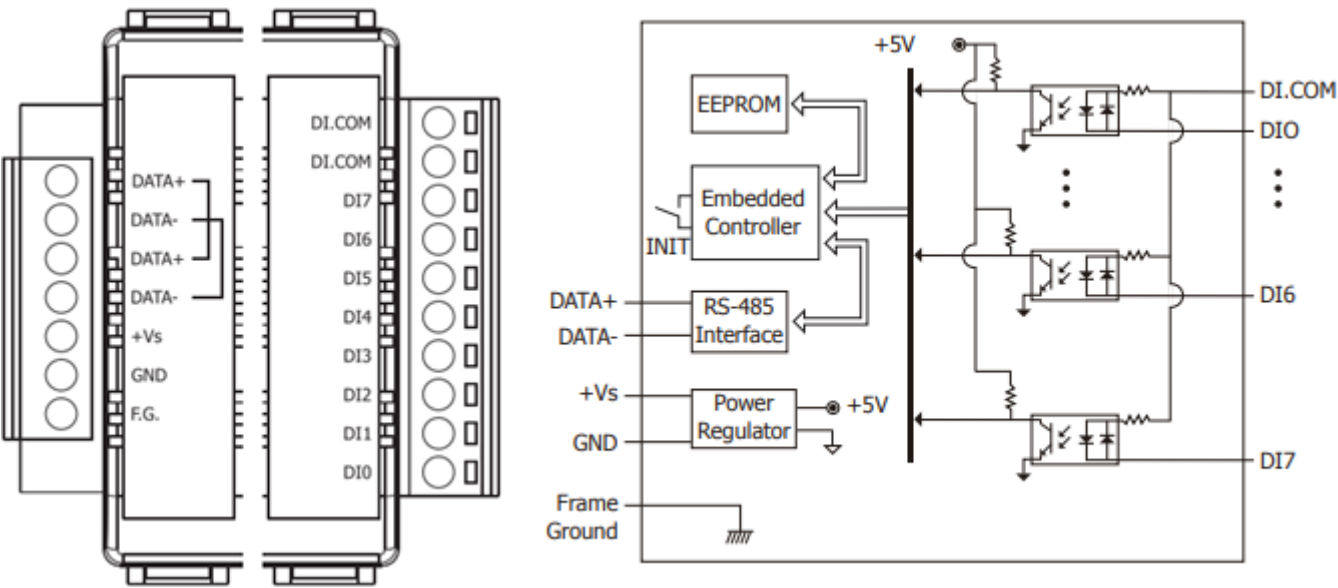 DATA+
DATA-
DATA+
DATA-
+Vs
GND
F.G.
DI.COM
DI.COM
DI7
DI6
DI5
DI4
DI3
DI2
DI1
DI0
+5V
EEPROM
Embedded
Controller
INIT
DATA+
DATA-
RS-485
Interface
+Vs
GND
Power
Regulator
+5V
Frame
Ground
DI.COM
DIO
DI6
DI7